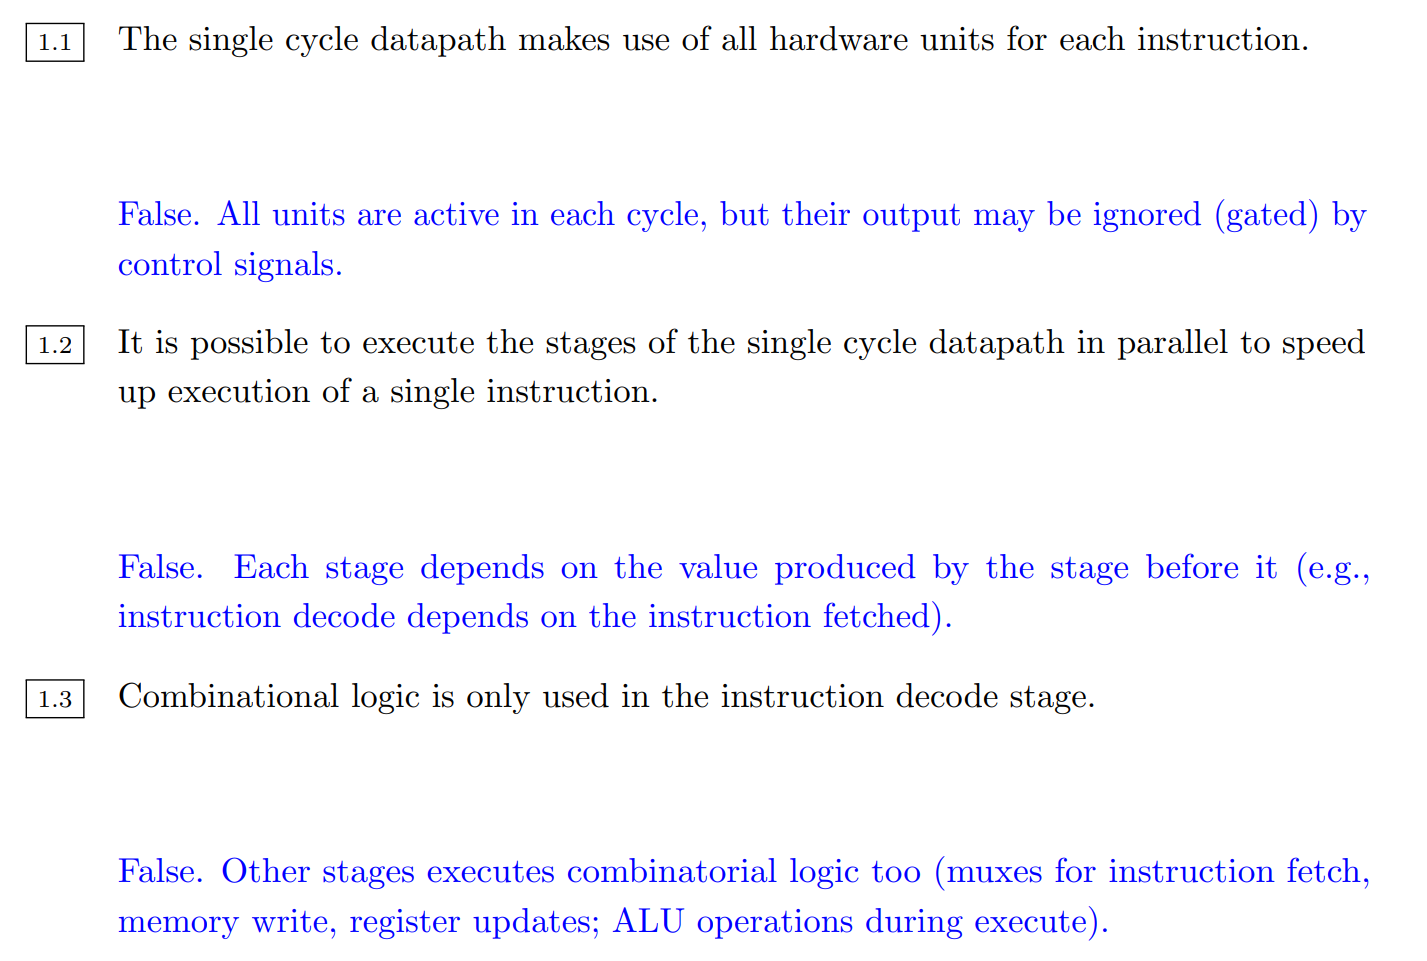 1.1 The single cycle datapath makes use of all hardware units for each instruction.
False. All units are active in each cycle, but their output may be ignored (gated) by
control signals.
1.2 It is possible to execute the stages of the single cycle datapath in parallel to speed
up execution of a single instruction.
False. Each stage depends on the value produced by the stage before it (e.g.,
instruction decode depends on the instruction fetched).
1.3 Combinational logic is only used in the instruction decode stage.
False. Other stages executes combinatorial logic too (muxes for instruction fetch,
memory write, register updates; ALU operations during execute).